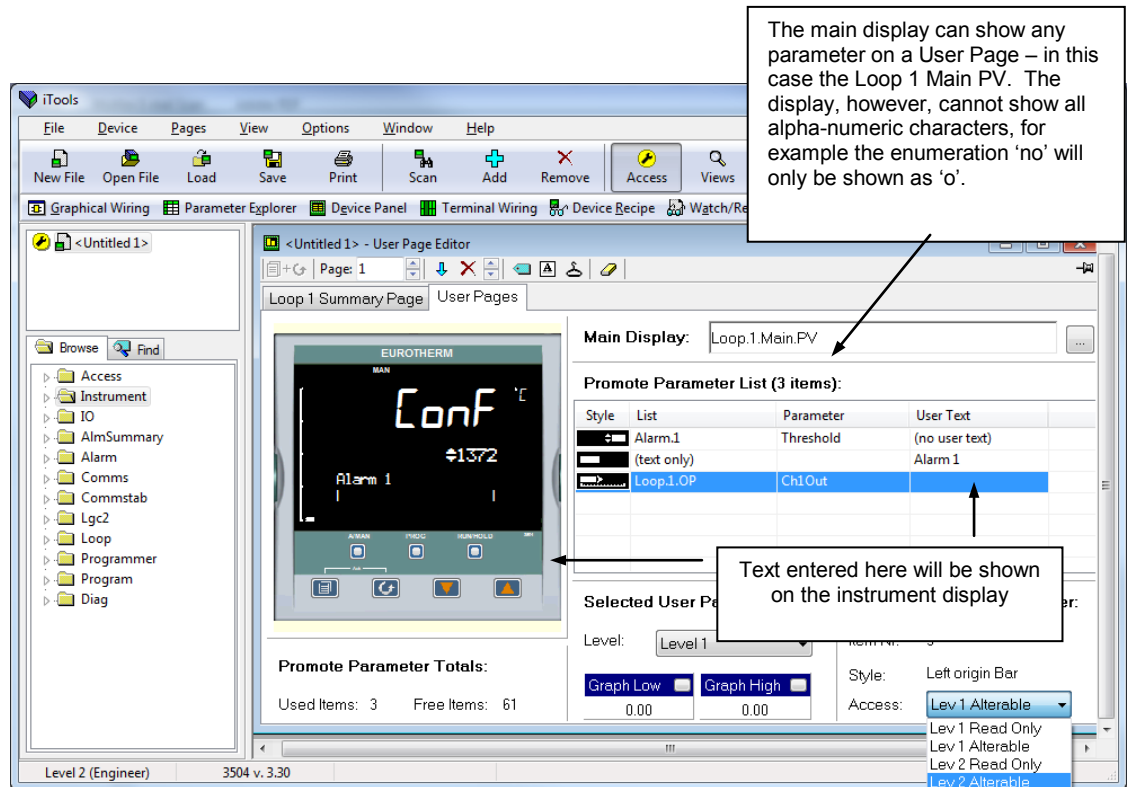 The main display can show any
parameter on a User Page – in this
case the Loop 1 Main PV.  The
display, however, cannot show all
alpha-numeric characters, for
example the enumeration ‘no’ will
only be shown as ‘o’.
iTools
File Device Pages View Options Window Help
New File Open File Load Save Print Scan Add Remove Access Views
Graphical Wiring Parameter Explorer Device Panel Terminal Wiring Device Recipe Watch/Re
<Untitled 1>
<Untitled 1> - User Page Editor
Page: 1
Loop 1 Summary Page User Pages
Browse Find
Access
Instrument
IO
AlmSummary
Alarm
Comms
Commstab
Lgc2
Loop
Programmer
Program
Diag
EUROTHERM
MAN
ConF °C
1372
Alarm 1
A/MAN PROG RUN/HOLD
Main Display: Loop.1.Main.PV ...
Promote Parameter List (3 items):
Style List Parameter User Text
Alarm.1 Threshold (no user text)
(text only) Alarm 1
Loop.1.OP Ch1Out
Text entered here will be shown
on the instrument display
Selected User Pa er:
Level: Level 1
Graph Low Graph High
0.00 0.00
Style: Left origin Bar
Access: Lev 1 Alterable
Lev 1 Read Only
Lev 1 Alterable
Lev 2 Read Only
Lev 2 Alterable
Promote Parameter Totals:
Used Items: 3 Free Items: 61
Level 2 (Engineer) 3504 v. 3.30